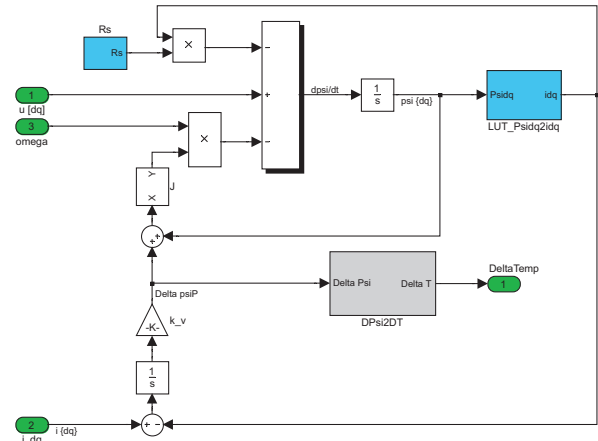 Rs
Rs
×
−
1
u [dq]
+
dpsi/dt
1
s
psi {dq}
Psidq
idq
LUT_Psidq2idq
3
omega
×
−
Y
X
J
+
+
Delta psiP
Delta Psi
Delta T
DPsi2DT
DeltaTemp
1
-K-
k_v
1
s
2
i {dq}
+ −
i_dq